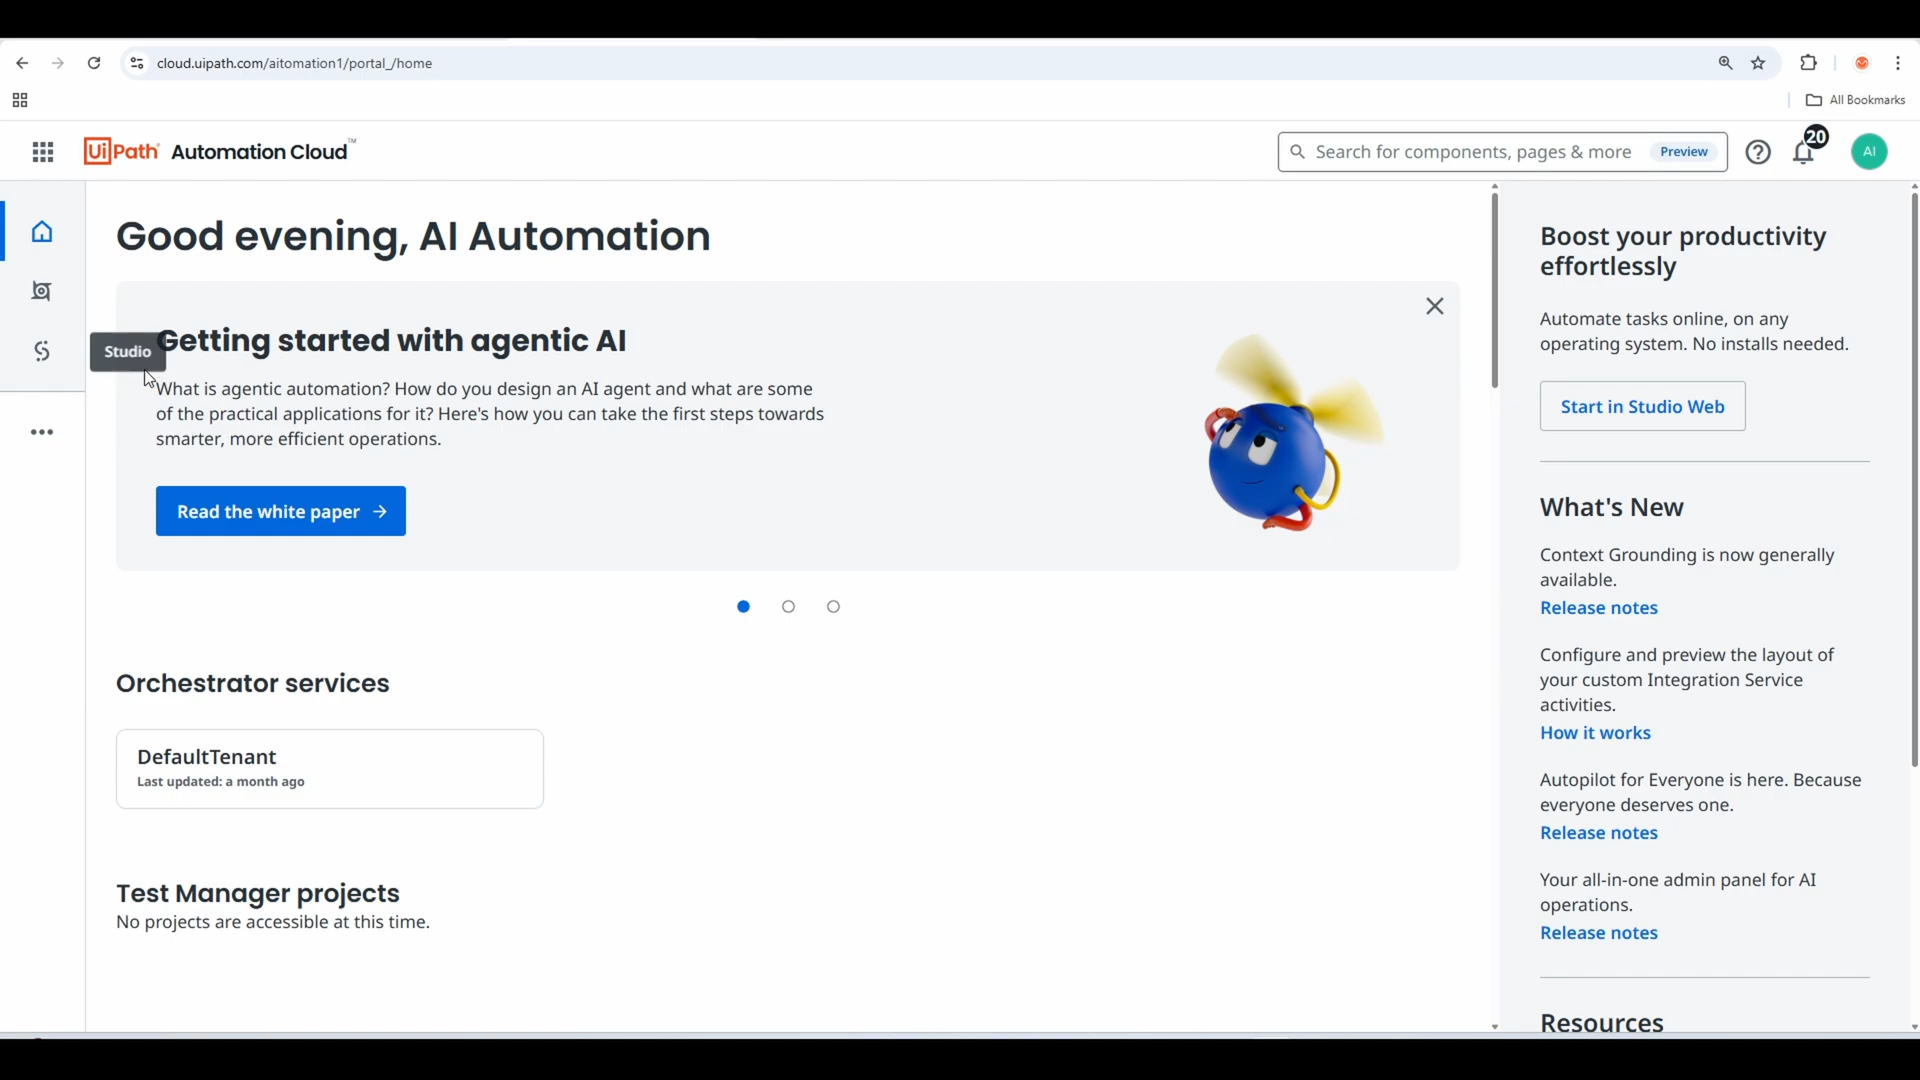 cloud.uipath.com/aitomation1/portal_/home
All Bookmarks
UiPath Automation Cloud™
Search for components, pages & more Preview
20
AI
Good evening, AI Automation
Studio
Getting started with agentic AI
What is agentic automation? How do you design an AI agent and what are some
of the practical applications for it? Here's how you can take the first steps towards
smarter, more efficient operations.
Read the white paper
Orchestrator services
DefaultTenant
Last updated: a month ago
Test Manager projects
No projects are accessible at this time.
Boost your productivity
effortlessly
Automate tasks online, on any
operating system. No installs needed.
Start in Studio Web
What's New
Context Grounding is now generally
available.
Release notes
Configure and preview the layout of
your custom Integration Service
activities.
How it works
Autopilot for Everyone is here. Because
everyone deserves one.
Release notes
Your all-in-one admin panel for AI
operations.
Release notes
Resources